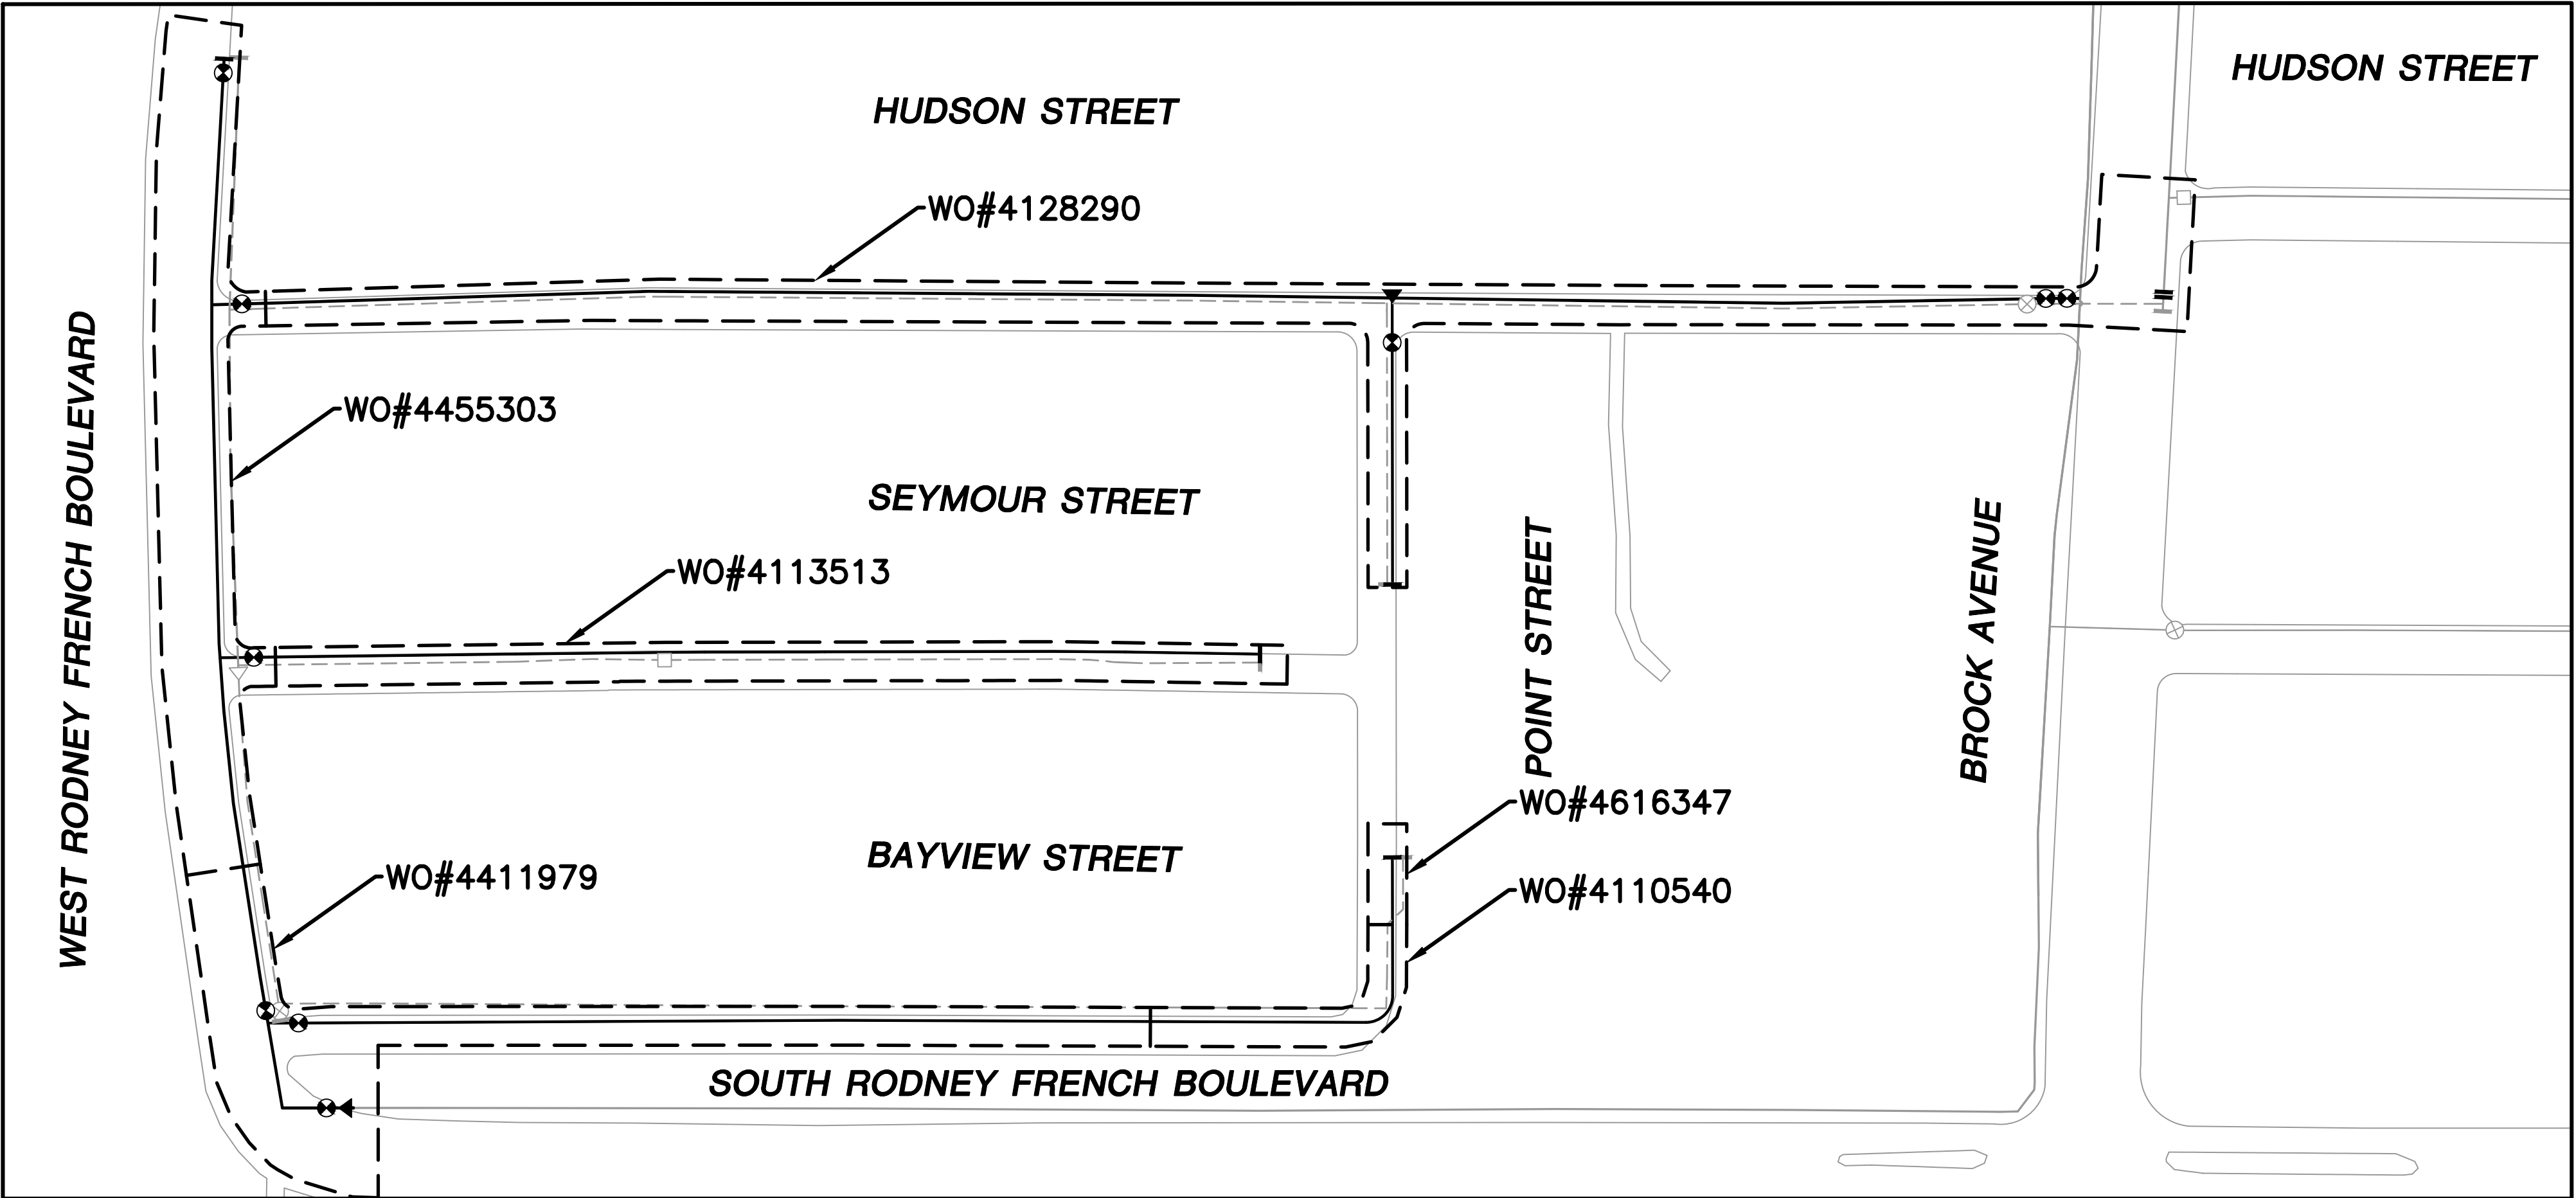 HUDSON STREET
HUDSON STREET
WO#4128290
WEST RODNEY FRENCH BOULEVARD
WO#4455303
SEYMOUR STREET
WO#4113513
POINT STREET
BROCK AVENUE
WO#4616347
BAYVIEW STREET
WO#4411979
WO#4110540
SOUTH RODNEY FRENCH BOULEVARD